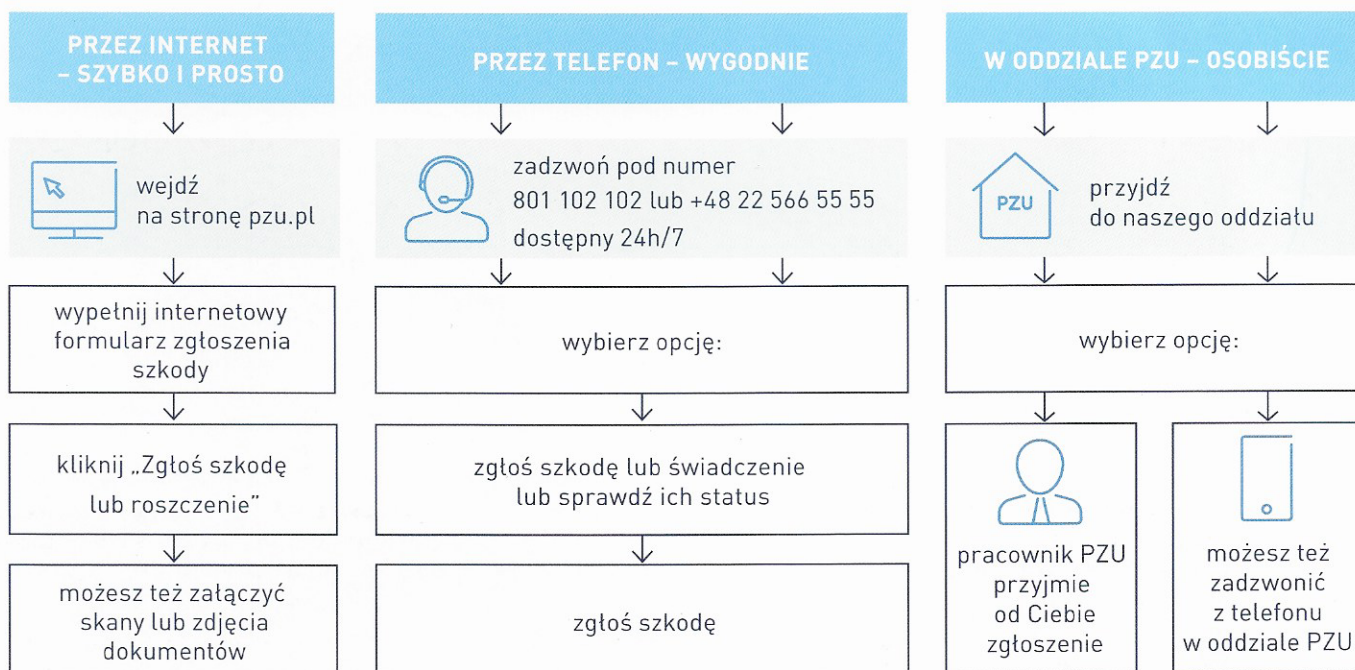 PRZEZ INTERNET
– SZYBKO I PROSTO
wejdź
na stronę pzu.pl
wypełnij internetowy
formularz zgłoszenia
szkody
kliknij „Zgłoś szkodę
lub roszczenie”
możesz też załączyć
skany lub zdjęcia
dokumentów
PRZEZ TELEFON – WYGODNIE
zadzwoń pod numer
801 102 102 lub +48 22 566 55 55
dostępny 24h/7
wybierz opcję:
zgłoś szkodę lub świadczenie
lub sprawdź ich status
zgłoś szkodę
W ODDZIALE PZU – OSOBIŚCIE
PZU
przyjdź
do naszego oddziału
wybierz opcję:
pracownik PZU
przyjmie
od Ciebie
zgłoszenie
możesz też
zadzwonić
z telefonu
w oddziale PZU